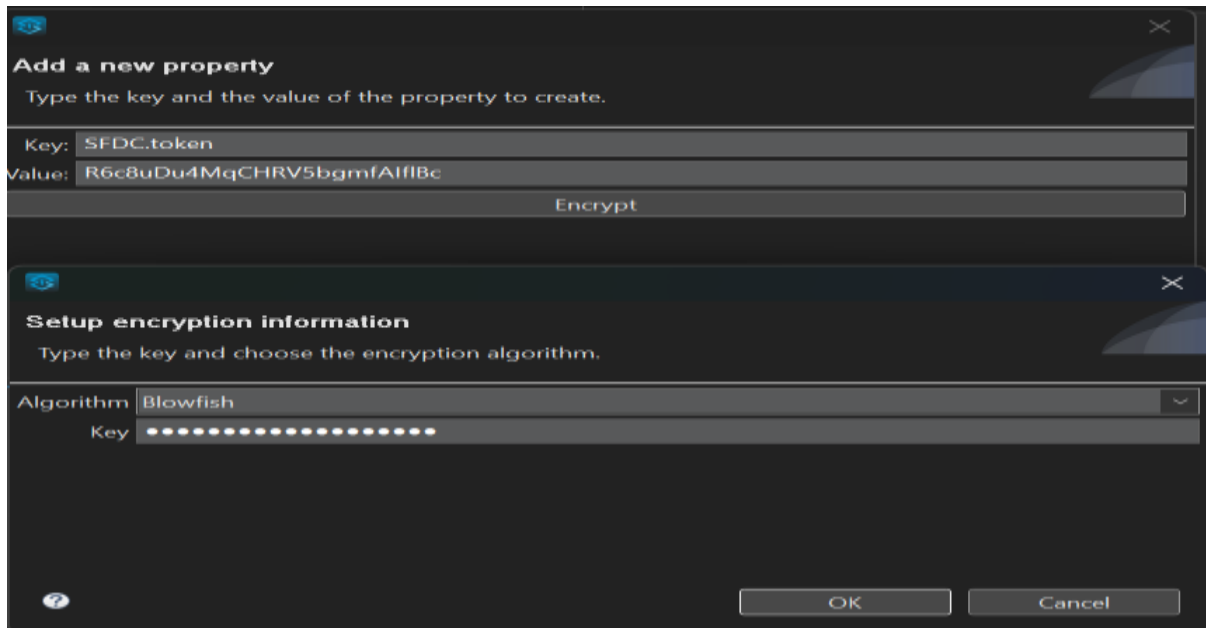 Add a new property
Type the key and the value of the property to create.
Key: SFDC.token
Value: R6c8uDu4MqCHRV5bgmfAIflBc
Encrypt
Setup encryption information
Type the key and choose the encryption algorithm.
Algorithm Blowfish
Key •••••••••••••••••••
?
OK Cancel